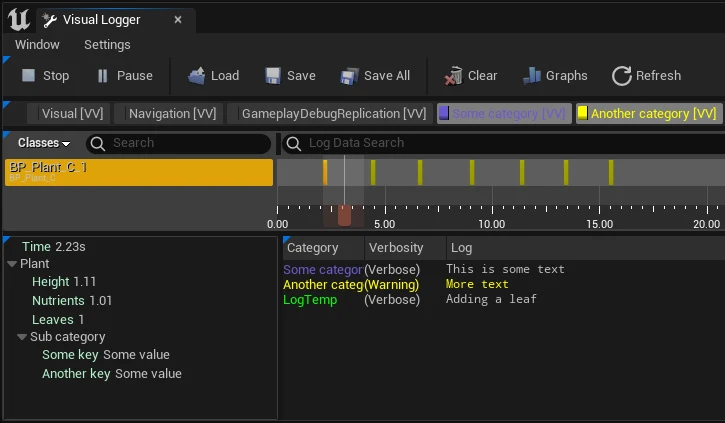 Visual Logger
Window Settings
Stop Pause Load Save Save All Clear Graphs Refresh
Visual [VV] Navigation [VV] GameplayDebugReplication [VV] Some category [VV] Another category [VV]
Classes Search Log Data Search
BP_Plant_C_1
BP_Plant_C
0.00 5.00 10.00 15.00 20.00
Time 2.23s
Plant
Height 1.11
Nutrients 1.01
Leaves 1
Sub category
Some key Some value
Another key Some value
Category Verbosity Log
Some categor (Verbose) This is some text
Another categ (Warning) More text
LogTemp (Verbose) Adding a leaf